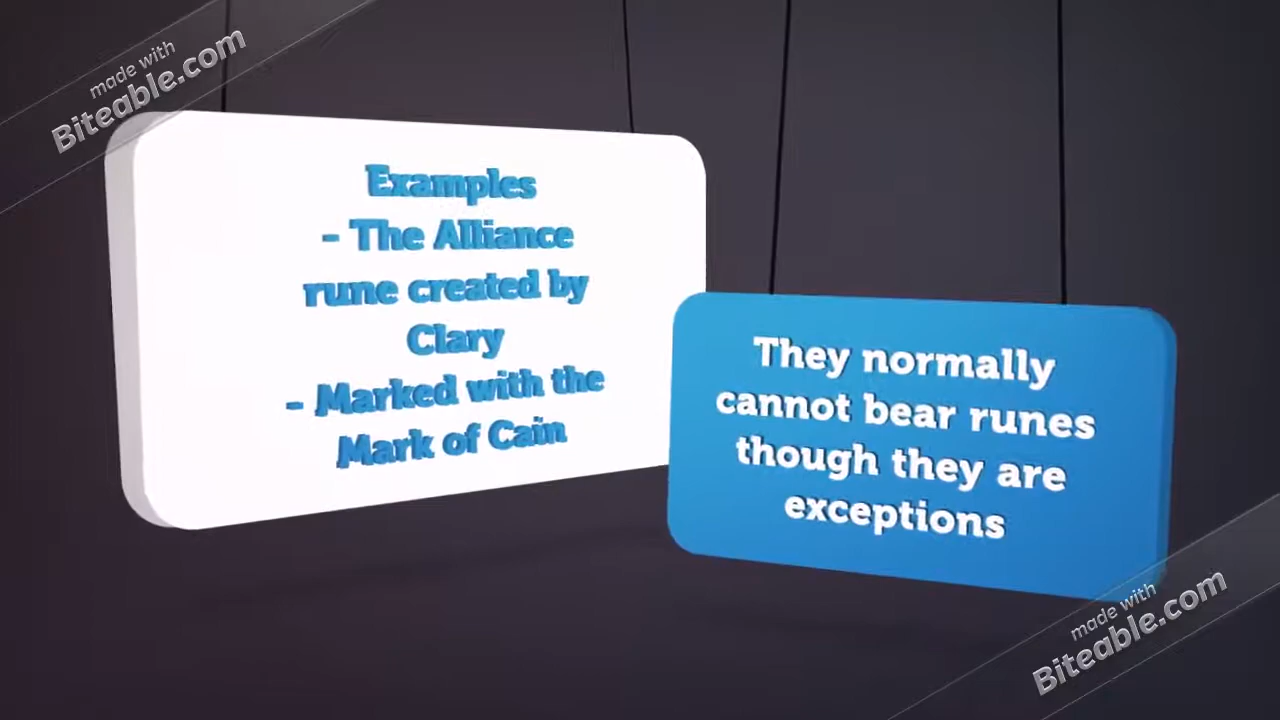 made with
Biteable.com
Examples
- The Alliance
rune created by
Clary
- Marked with the
Mark of Cain
They normally
cannot bear runes
though they are
exceptions
made with
Biteable.com